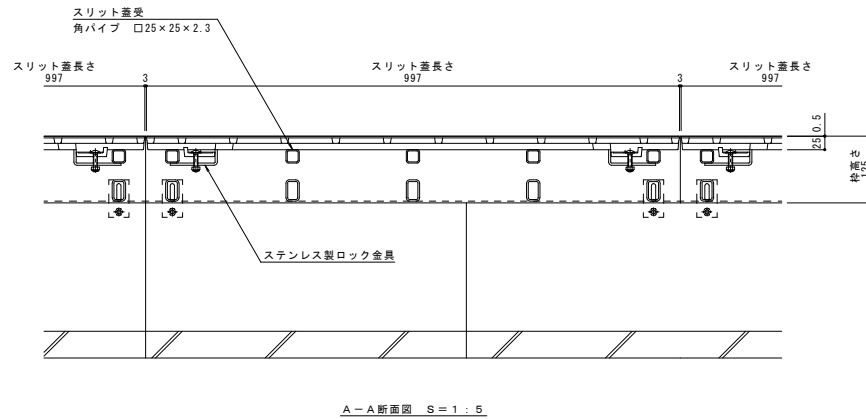 スリット蓋受
角パイプ　□25×25×2.3
スリット蓋長さ
997
3
スリット蓋長さ
997
3
スリット蓋長さ
997
25
0.5
枠高さ
125
ステンレス製ロック金具
A－A断面図　S＝1：5